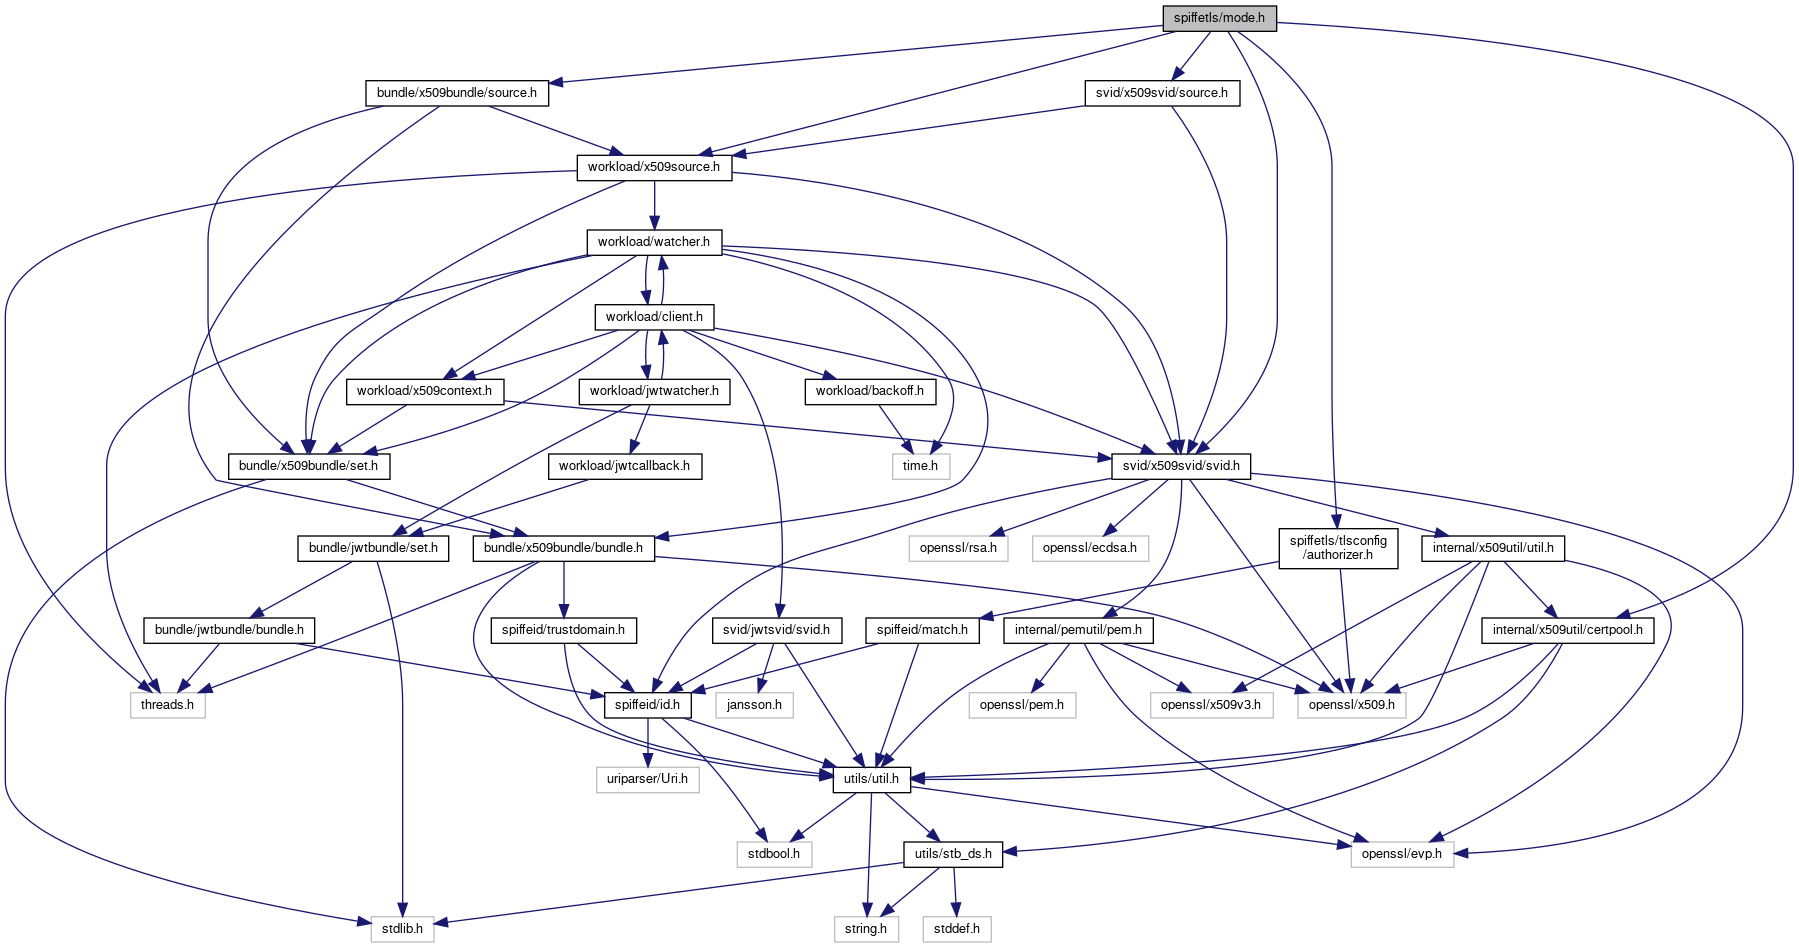 spiffetls/mode.h
bundle/x509bundle/source.h
svid/x509svid/source.h
workload/x509source.h
workload/watcher.h
workload/client.h
workload/x509context.h
workload/jwtwatcher.h
workload/backoff.h
bundle/x509bundle/set.h
workload/jwtcallback.h
time.h
svid/x509svid/svid.h
bundle/jwtbundle/set.h
bundle/x509bundle/bundle.h
openssl/rsa.h
openssl/ecdsa.h
spiffetls/tlsconfig
/authorizer.h
internal/x509util/util.h
bundle/jwtbundle/bundle.h
spiffeid/trustdomain.h
svid/jwtsvid/svid.h
spiffeid/match.h
internal/pemutil/pem.h
internal/x509util/certpool.h
threads.h
spiffeid/id.h
jansson.h
openssl/pem.h
openssl/x509v3.h
openssl/x509.h
uriparser/Uri.h
utils/util.h
stdbool.h
utils/stb_ds.h
openssl/evp.h
stdlib.h
string.h
stddef.h